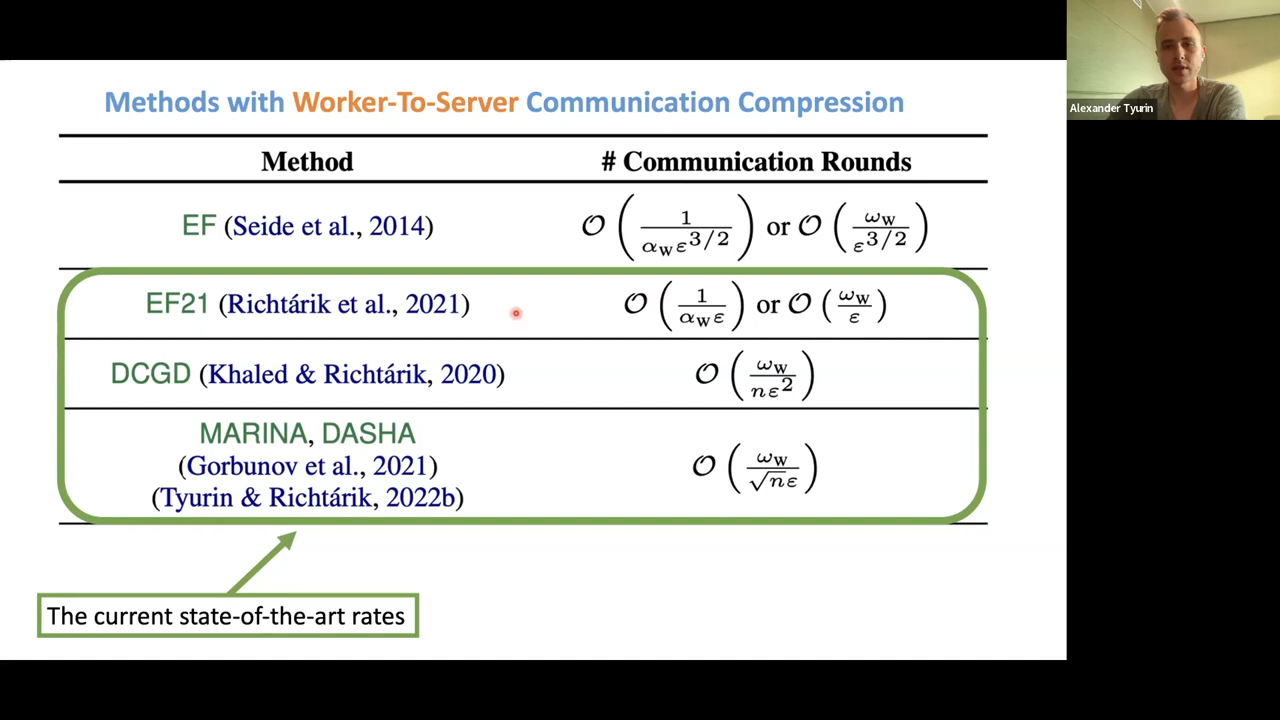 Methods with Worker-To-Server Communication Compression
Alexander Tyurin
Method # Communication Rounds
EF (Seide et al., 2014) 𝒪(1/(α_W ε^{3/2})) or 𝒪(ω_W/ε^{3/2})
EF21 (Richtárik et al., 2021) 𝒪(1/(α_W ε)) or 𝒪(ω_W/ε)
DCGD (Khaled & Richtárik, 2020) 𝒪(ω_W/(nε²))
MARINA, DASHA
(Gorbunov et al., 2021) 𝒪(ω_W/(√n ε))
(Tyurin & Richtárik, 2022b)
The current state-of-the-art rates